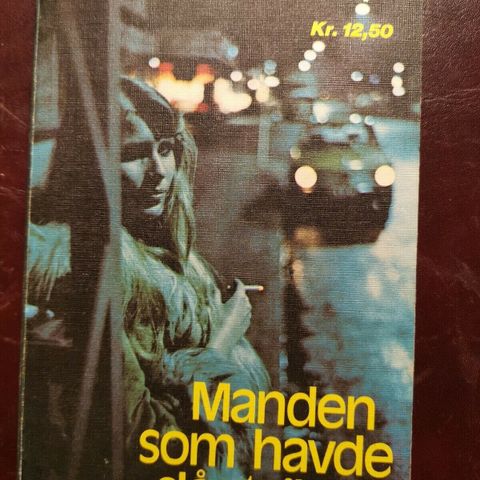 Kr. 12,50
Manden
som havde